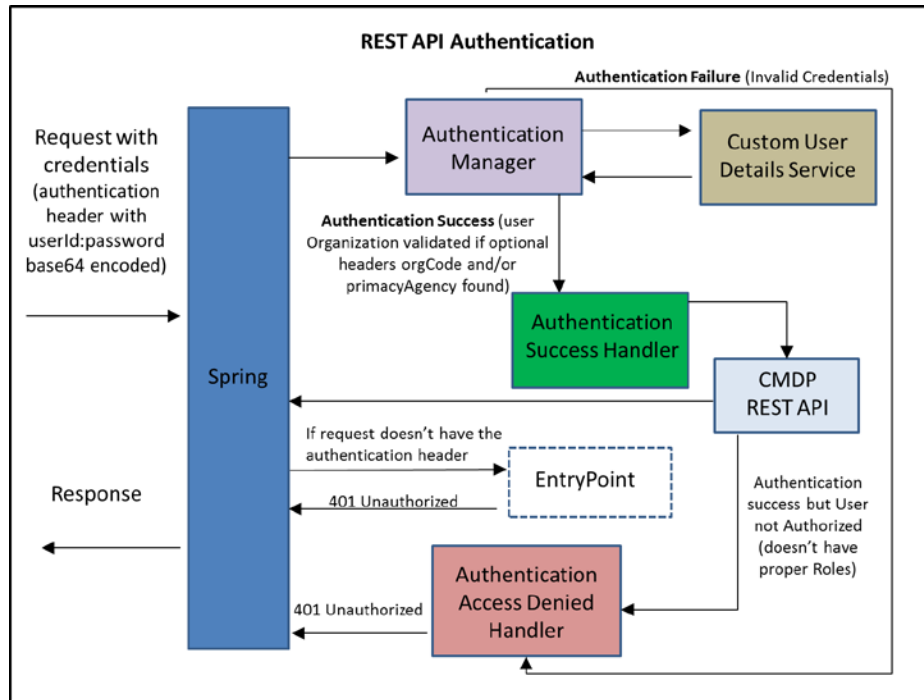 REST API Authentication
Authentication Failure (Invalid Credentials)
Request with
credentials
(authentication
header with
userId:password
base64 encoded)
Authentication
Manager
Custom User
Details Service
Authentication Success (user
Organization validated if optional
headers orgCode and/or
primacyAgency found)
Authentication
Success Handler
Spring
CMDP
REST API
If request doesn't have the
authentication header
EntryPoint
401 Unauthorized
Response
Authentication
success but User
not Authorized
(doesn't have
proper Roles)
Authentication
Access Denied
Handler
401 Unauthorized